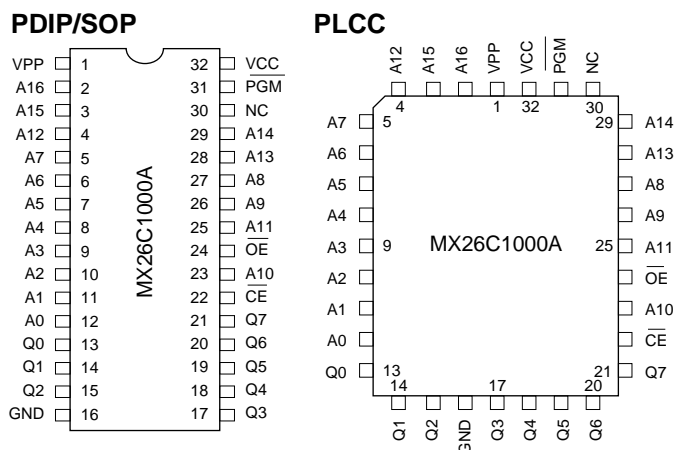 PDIP/SOP
VPP 1 32 VCC
A16 2 31 PGM
A15 3 30 NC
A12 4 29 A14
A7 5 28 A13
A6 6 27 A8
A5 7 26 A9
A4 8 25 A11
A3 9 24 OE
A2 10 23 A10
A1 11 22 CE
A0 12 21 Q7
Q0 13 20 Q6
Q1 14 19 Q5
Q2 15 18 Q4
GND 16 17 Q3
MX26C1000A
PLCC
A12 A15 A16 VPP VCC PGM NC
4 1 32 30
A7 5 29 A14
A6 A13
A5 A8
A4 A9
A3 9 MX26C1000A 25 A11
A2 OE
A1 A10
A0 CE
Q0 13 21 Q7
14 17 20
Q1 Q2 GND Q3 Q4 Q5 Q6